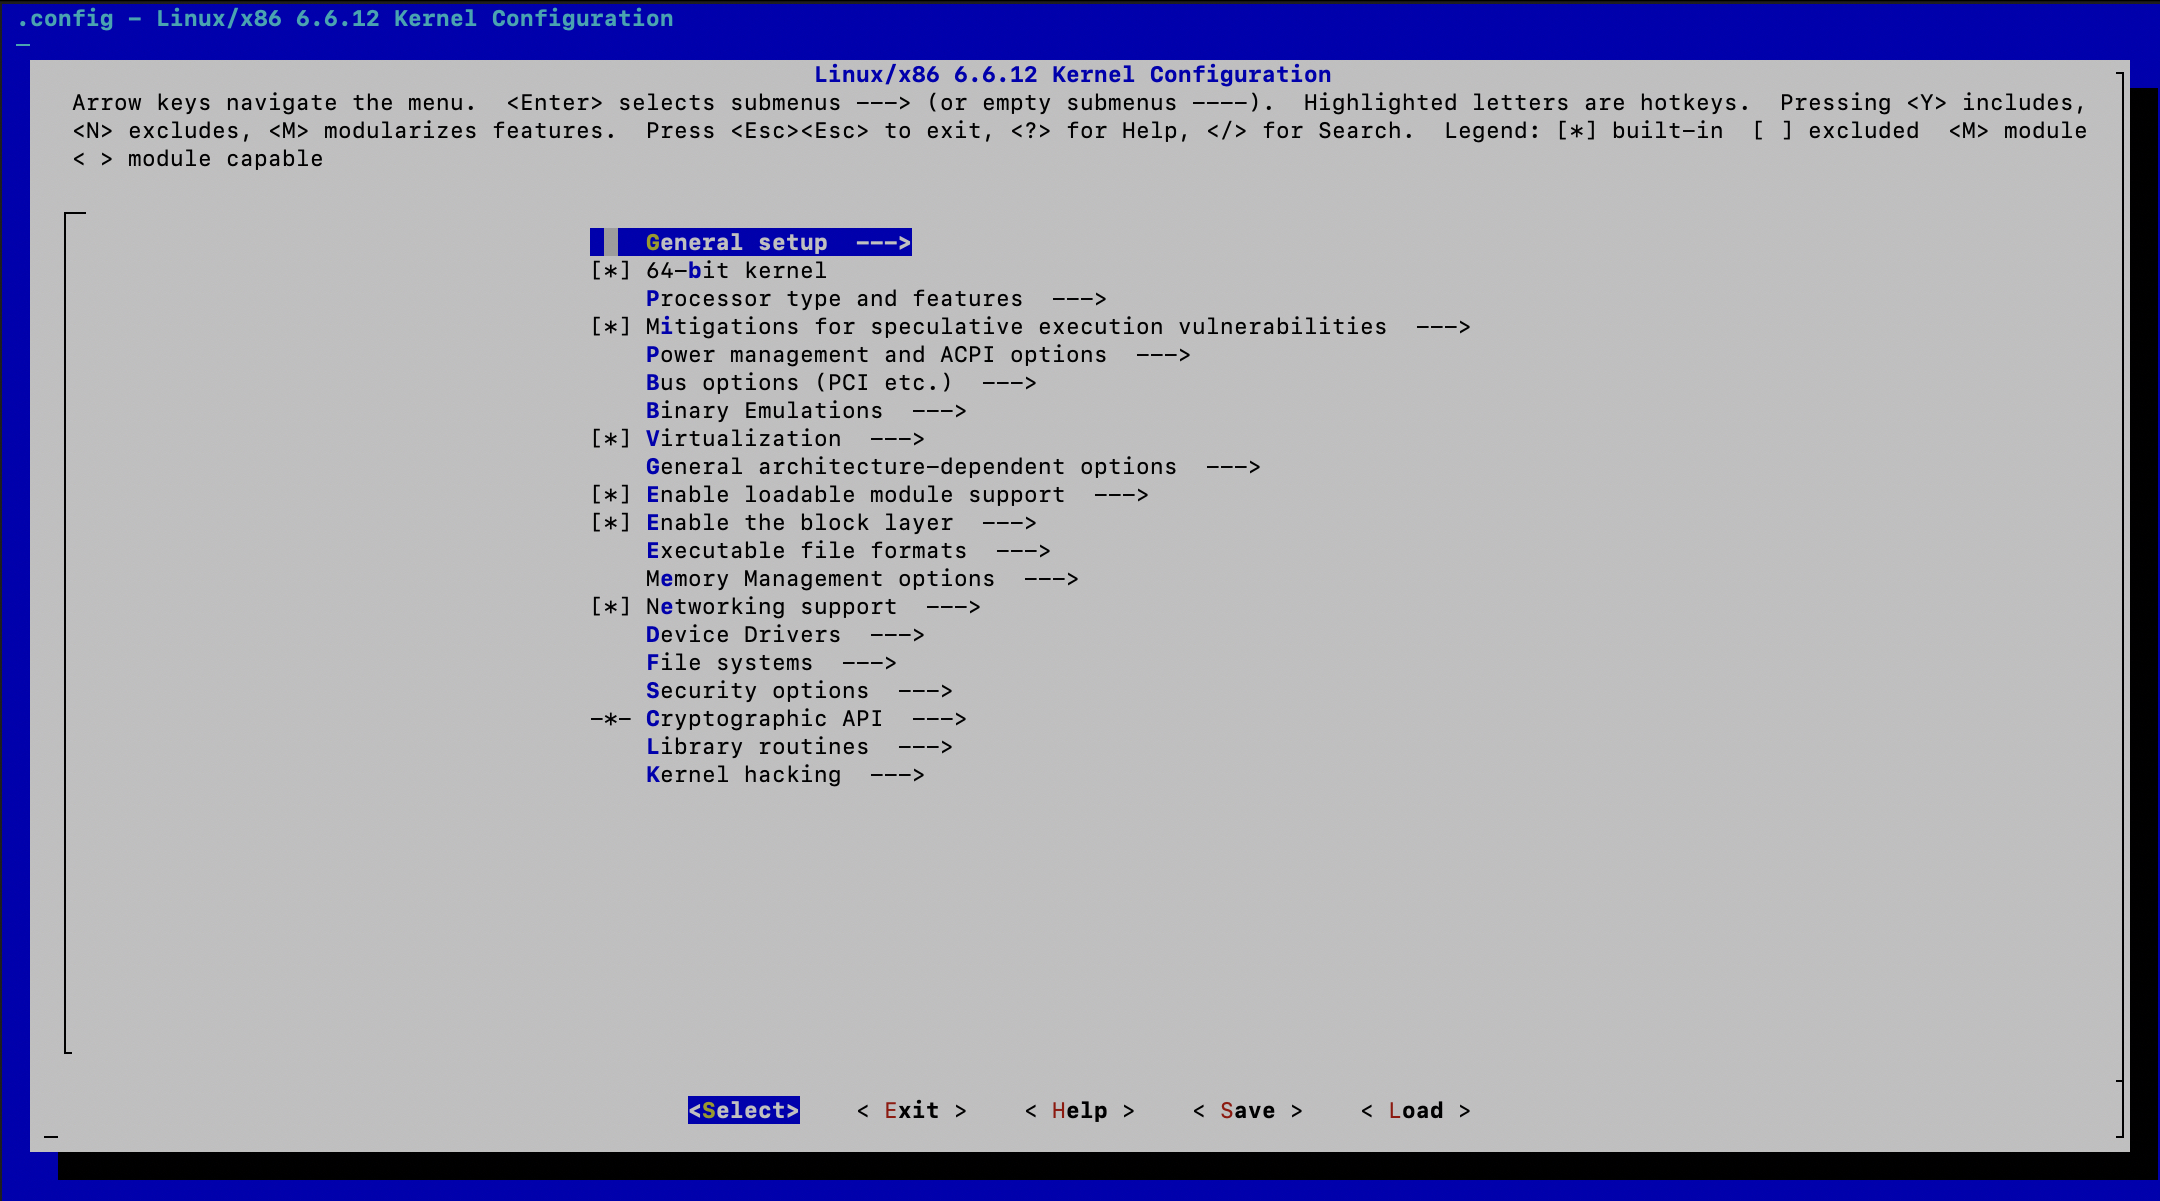 .config - Linux/x86 6.6.12 Kernel Configuration
Linux/x86 6.6.12 Kernel Configuration
Arrow keys navigate the menu.  <Enter> selects submenus ---> (or empty submenus ----).  Highlighted letters are hotkeys.  Pressing <Y> includes,
<N> excludes, <M> modularizes features.  Press <Esc><Esc> to exit, <?> for Help, </> for Search.  Legend: [*] built-in  [ ] excluded  <M> module
< > module capable
General setup  --->
[*] 64-bit kernel
Processor type and features  --->
[*] Mitigations for speculative execution vulnerabilities  --->
Power management and ACPI options  --->
Bus options (PCI etc.)  --->
Binary Emulations  --->
[*] Virtualization  --->
General architecture-dependent options  --->
[*] Enable loadable module support  --->
[*] Enable the block layer  --->
Executable file formats  --->
Memory Management options  --->
[*] Networking support  --->
Device Drivers  --->
File systems  --->
Security options  --->
-*- Cryptographic API  --->
Library routines  --->
Kernel hacking  --->
<Select>    < Exit >    < Help >    < Save >    < Load >